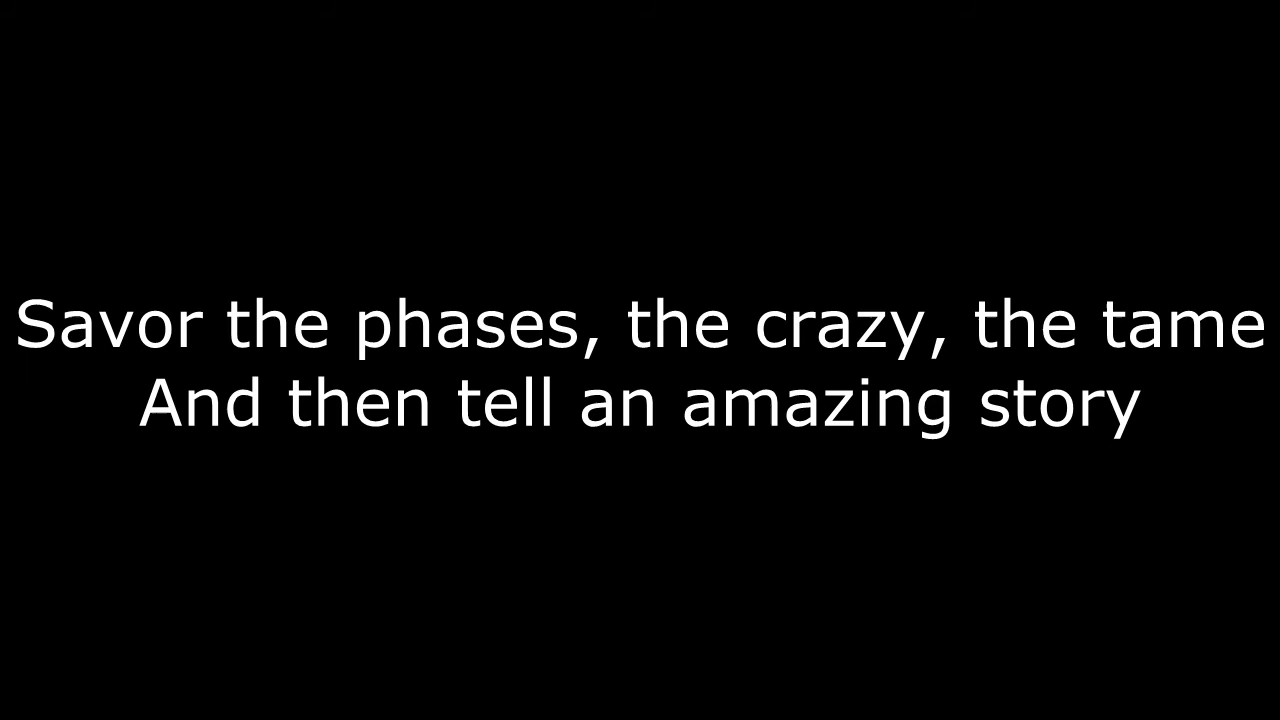 Savor the phases, the crazy, the tame
And then tell an amazing story